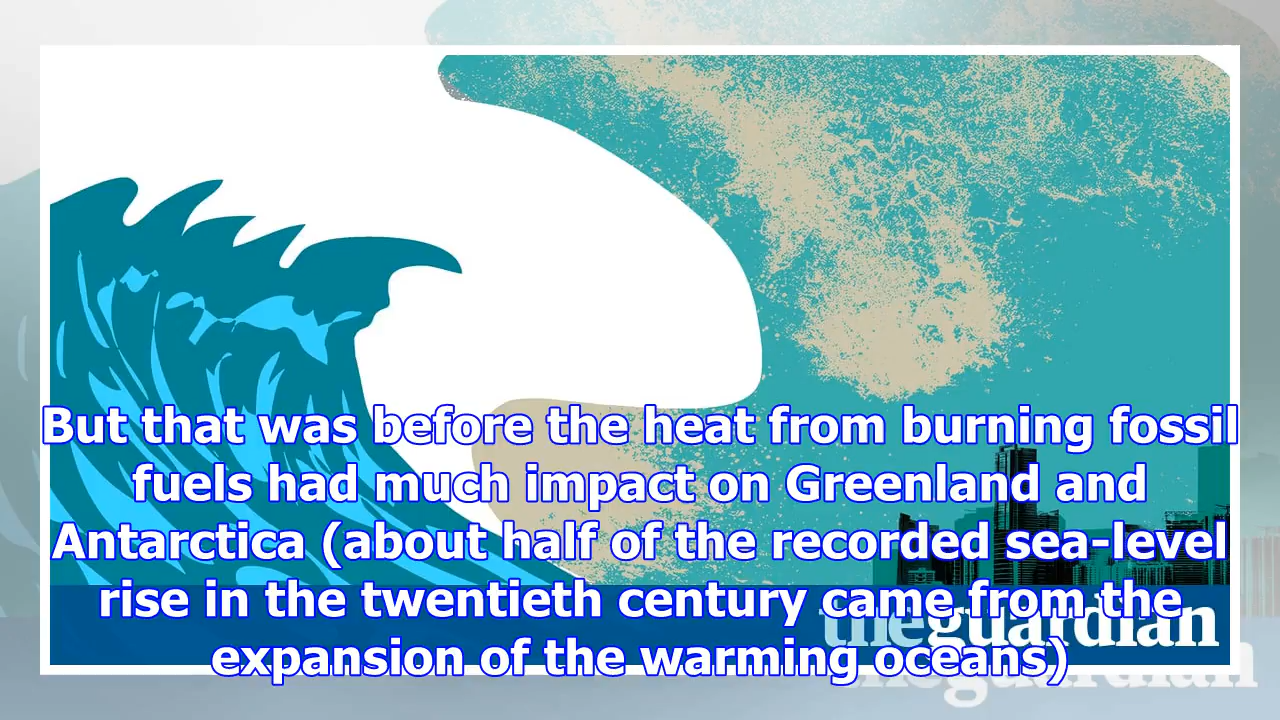 But that was before the heat from burning fossil
fuels had much impact on Greenland and
Antarctica (about half of the recorded sea-level
rise in the twentieth century came from the
expansion of the warming oceans)
theguardian
theguardian